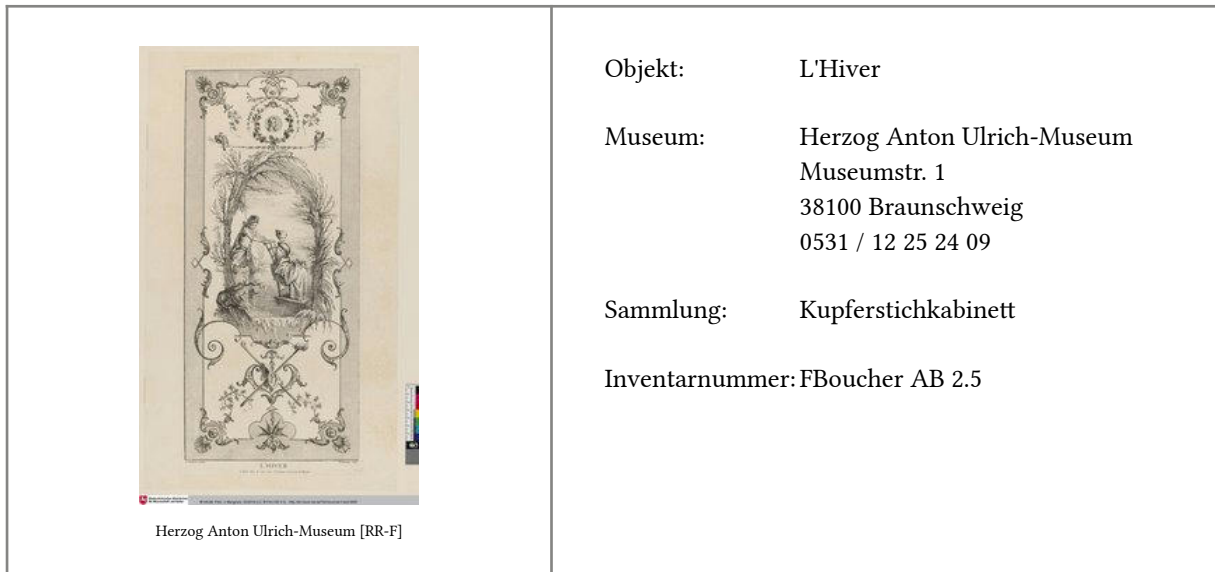 L'HIVER
Herzog Anton Ulrich-Museum [RR-F]
Objekt: L'Hiver
Museum: Herzog Anton Ulrich-Museum
Museumstr. 1
38100 Braunschweig
0531 / 12 25 24 09
Sammlung: Kupferstichkabinett
Inventarnummer: FBoucher AB 2.5